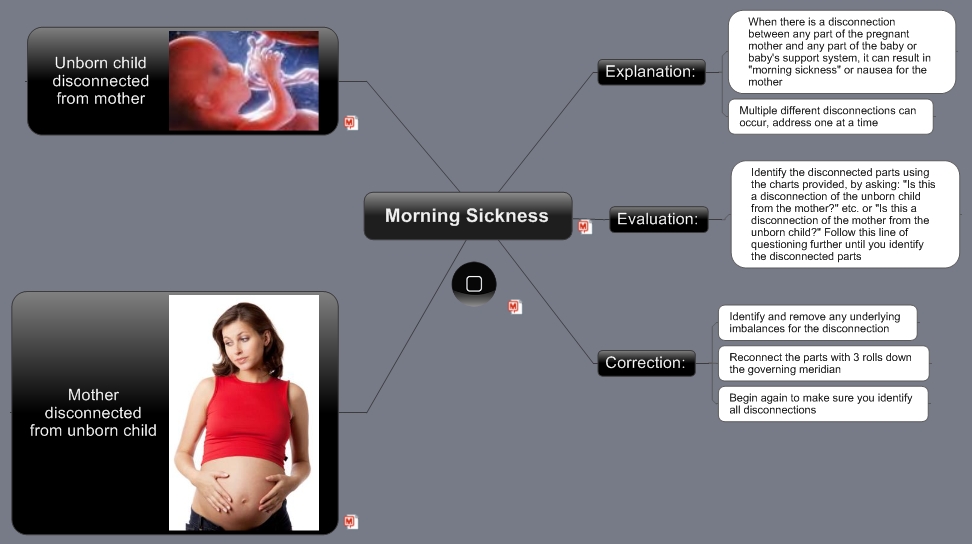 Unborn child
disconnected
from mother
Mother
disconnected
from unborn child
Morning Sickness
Explanation:
When there is a disconnection
between any part of the pregnant
mother and any part of the baby or
baby's support system, it can result in
"morning sickness" or nausea for the
mother
Multiple different disconnections can
occur, address one at a time
Evaluation:
Identify the disconnected parts using
the charts provided, by asking: "Is this
a disconnection of the unborn child
from the mother?" etc. or "Is this a
disconnection of the mother from the
unborn child?" Follow this line of
questioning further until you identify
the disconnected parts
Correction:
Identify and remove any underlying
imbalances for the disconnection
Reconnect the parts with 3 rolls down
the governing meridian
Begin again to make sure you identify
all disconnections